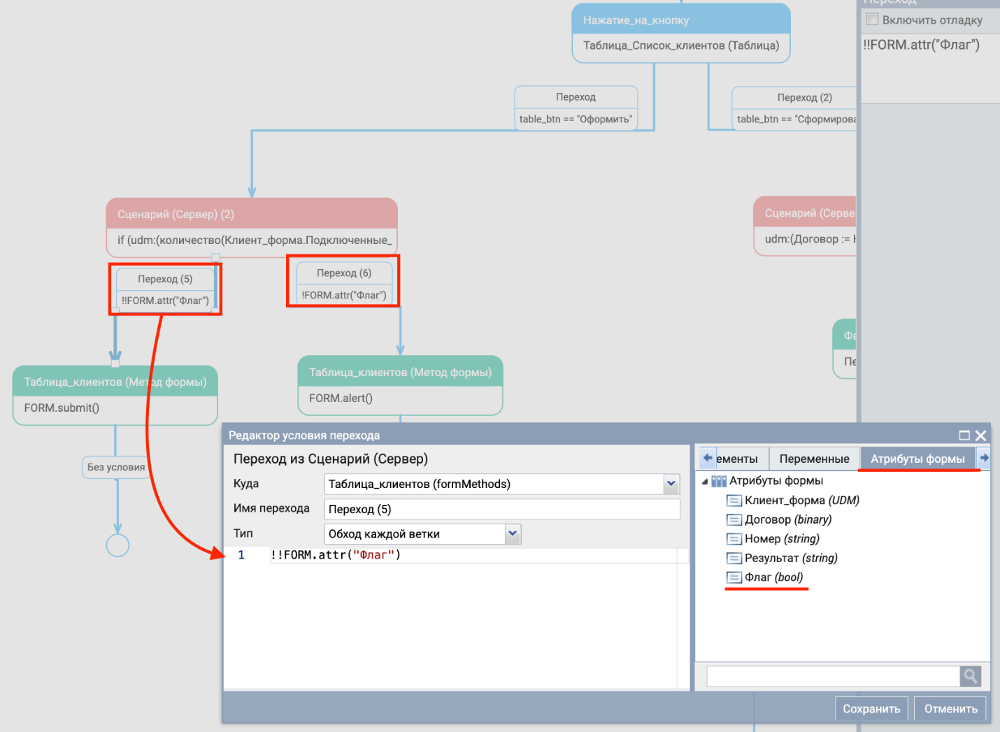 Переход
Включить отладку
!!FORM.attr("Флаг")
Нажатие_на_кнопку
Таблица_Список_клиентов (Таблица)
Переход
table_btn == "Оформить"
Переход (2)
table_btn == "Сформирова
Сценарий (Сервер) (2)
if (udm:(количество(Клиент_форма.Подключенные_
Сценарий (Серве
udm:(Договор :=
Переход (5)
!!FORM.attr("Флаг")
Переход (6)
!FORM.attr("Флаг")
Таблица_клиентов (Метод формы)
FORM.submit()
Таблица_клиентов (Метод формы)
FORM.alert()
Фа
Пе
Без условия
Редактор условия перехода
Переход из Сценарий (Сервер)
Куда
Таблица_клиентов (formMethods)
Имя перехода
Переход (5)
Тип
Обход каждой ветки
1 !!FORM.attr("Флаг")
ементы
Переменные
Атрибуты формы
Атрибуты формы
Клиент_форма (UDM)
Договор (binary)
Номер (string)
Результат (string)
Флаг (bool)
Сохранить
Отменить